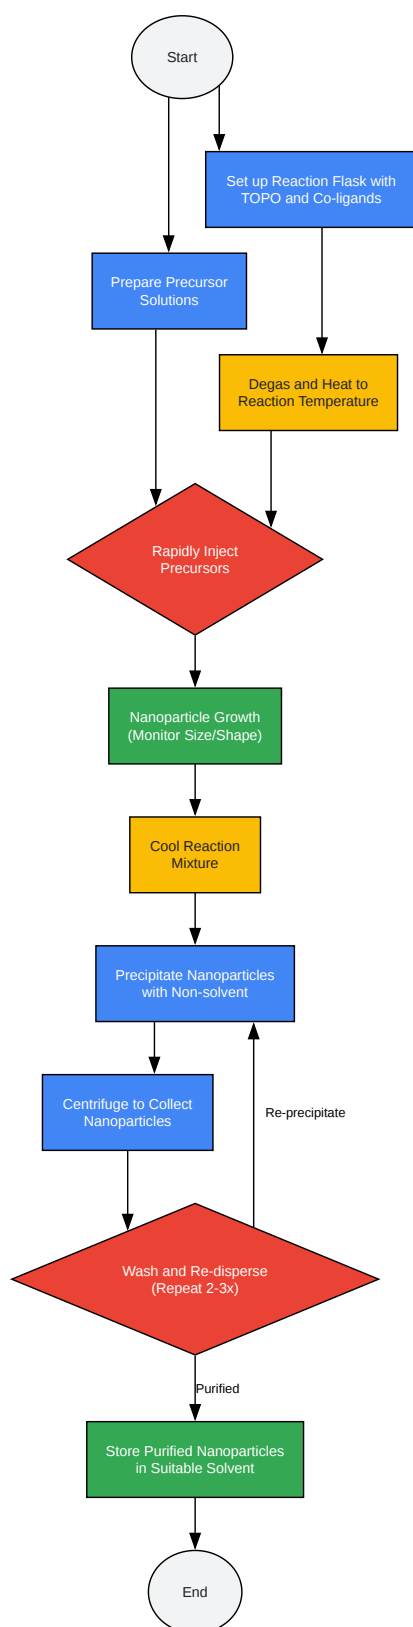 Start
Set up Reaction Flask with
TOPO and Co-ligands
Prepare Precursor
Solutions
Degas and Heat to
Reaction Temperature
Rapidly Inject
Precursors
Nanoparticle Growth
(Monitor Size/Shape)
Cool Reaction
Mixture
Precipitate Nanoparticles
with Non-solvent
Centrifuge to Collect
Nanoparticles
Re-precipitate
Wash and Re-disperse
(Repeat 2-3x)
Purified
Store Purified Nanoparticles
in Suitable Solvent
End